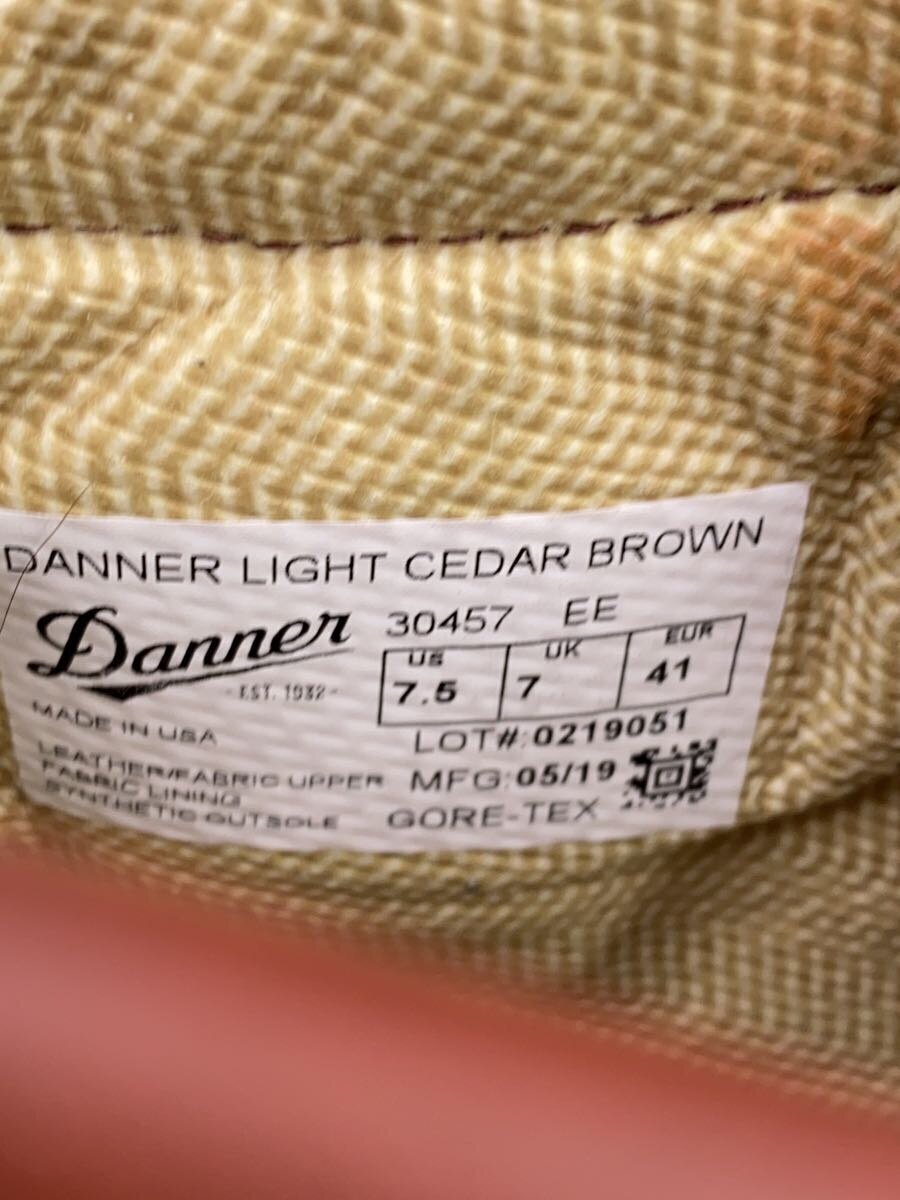 DANNER LIGHT CEDAR BROWN
Danner
- EST. 1932 -
30457 EE
US UK EUR
7.5 7 41
MADE IN USA
LOT#:0219051
LEATHER/FABRIC UPPER
FABRIC LINING
SYNTHETIC OUTSOLE
MFG:05/19
GORE-TEX